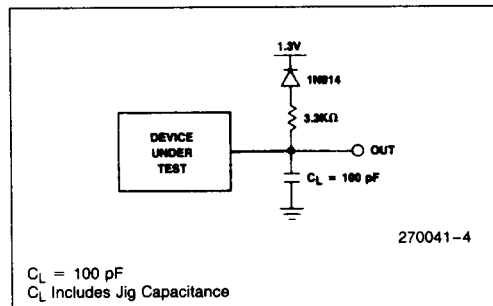 1.3V
1N914
3.3KΩ
DEVICE
UNDER
TEST
OUT
C_L = 100 pF
270041-4
C_L = 100 pF
C_L Includes Jig Capacitance